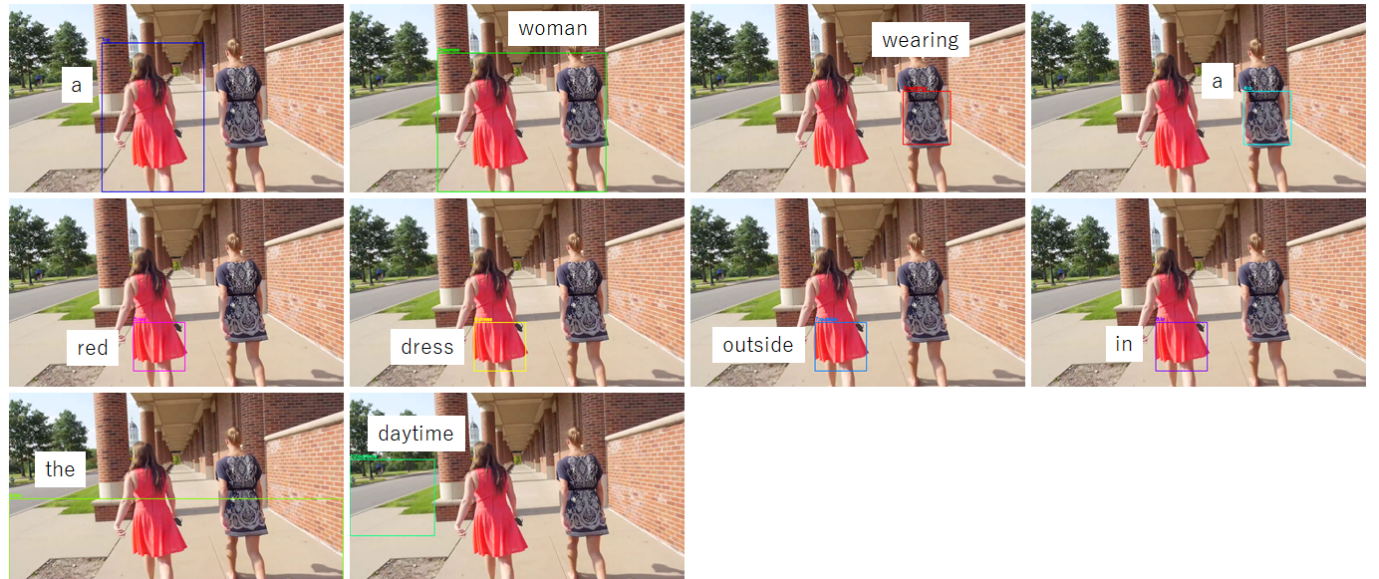 a
woman
wearing
a
red
dress
outside
in
the
daytime